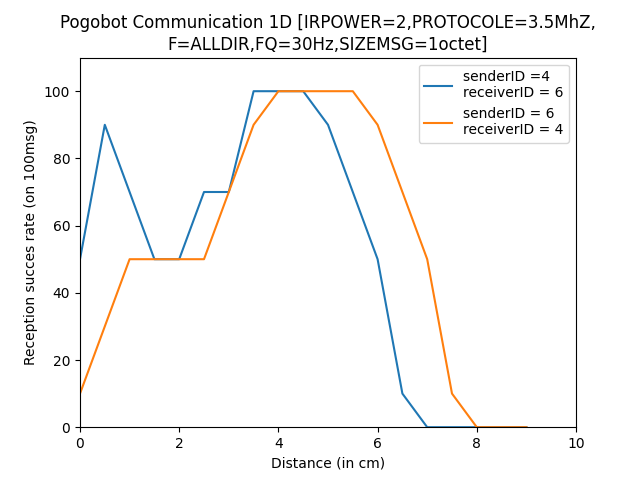 Pogobot Communication 1D [IRPOWER=2,PROTOCOLE=3.5MhZ,
F=ALLDIR,FQ=30Hz,SIZEMSG=1octet]
senderID =4
receiverID = 6
senderID = 6
receiverID = 4
Reception succes rate (on 100msg)
100
80
60
40
20
0
0 2 4 6 8 10
Distance (in cm)